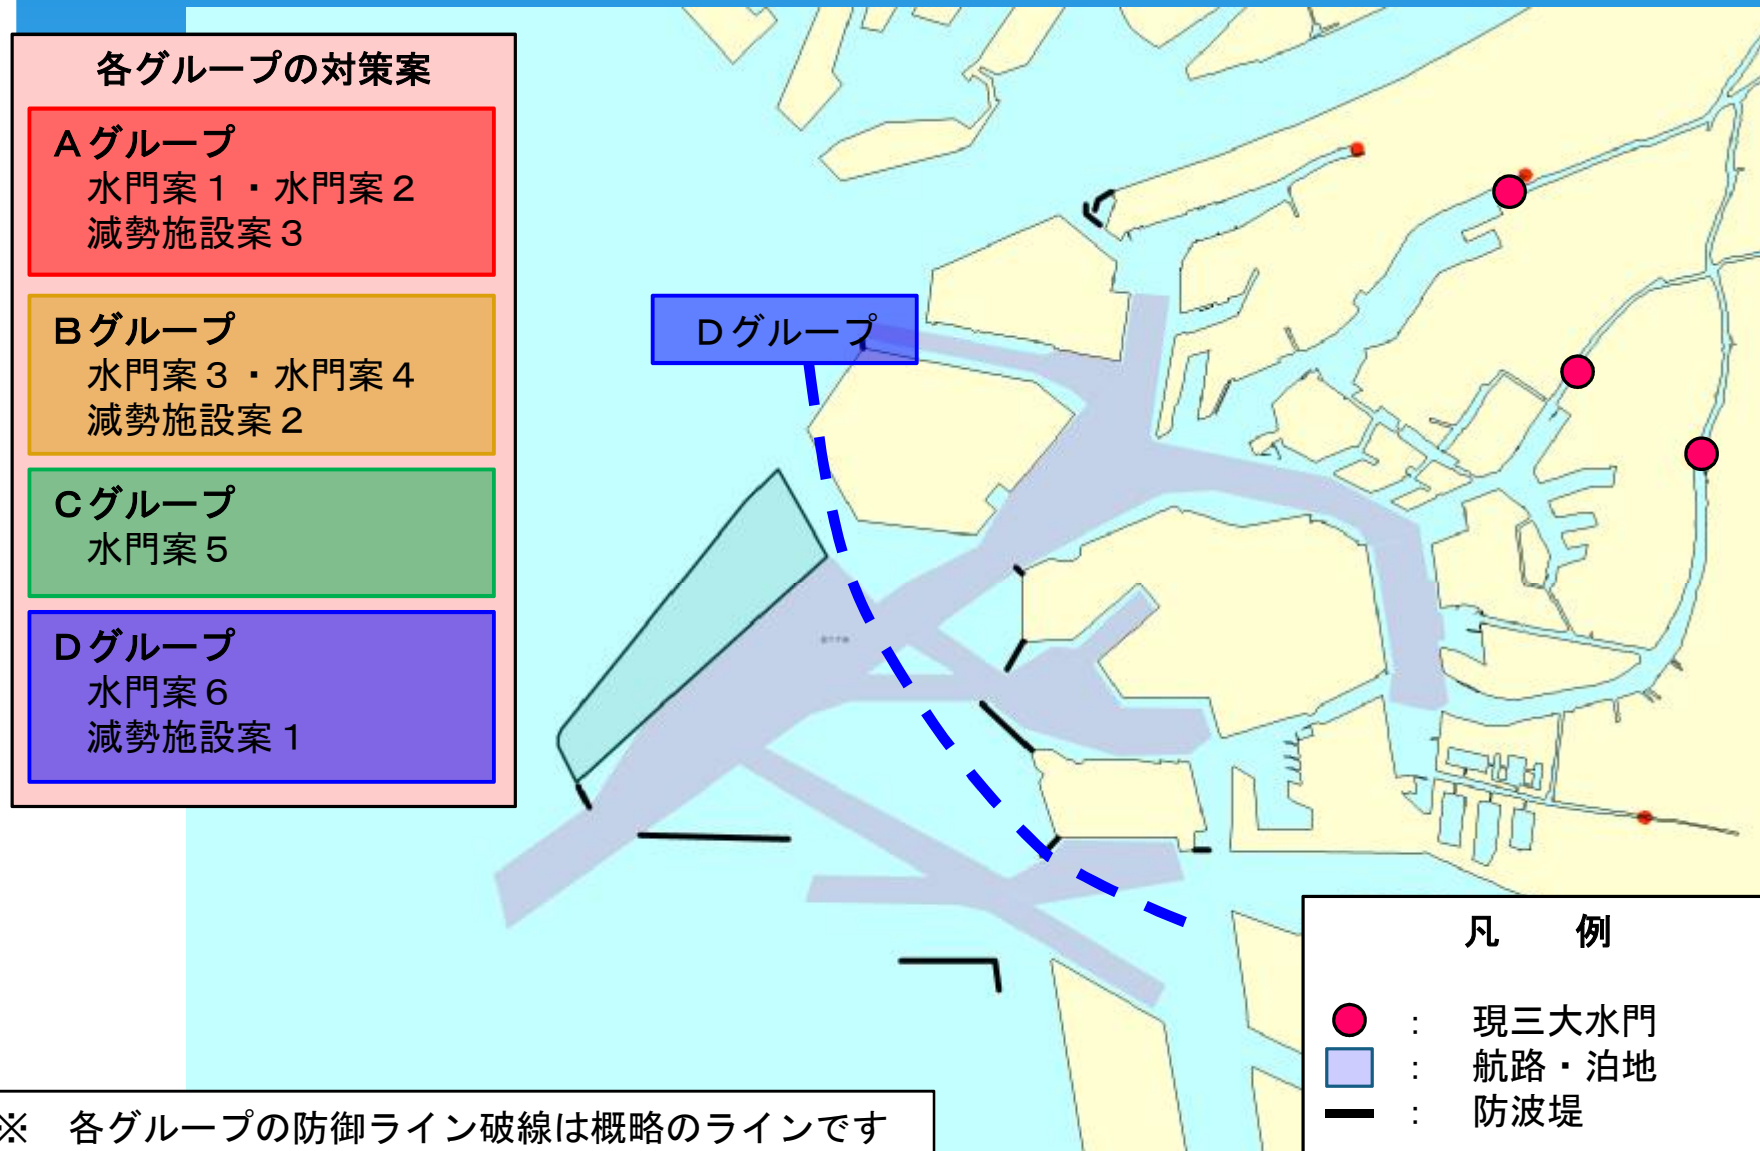 各グループの対策案
Aグループ
水門案1・水門案2
減勢施設案3
Bグループ
水門案3・水門案4
減勢施設案2
Cグループ
水門案5
Dグループ
水門案6
減勢施設案1
Dグループ
凡 例
： 現三大水門
： 航路・泊地
： 防波堤
※ 各グループの防御ライン破線は概略のラインです